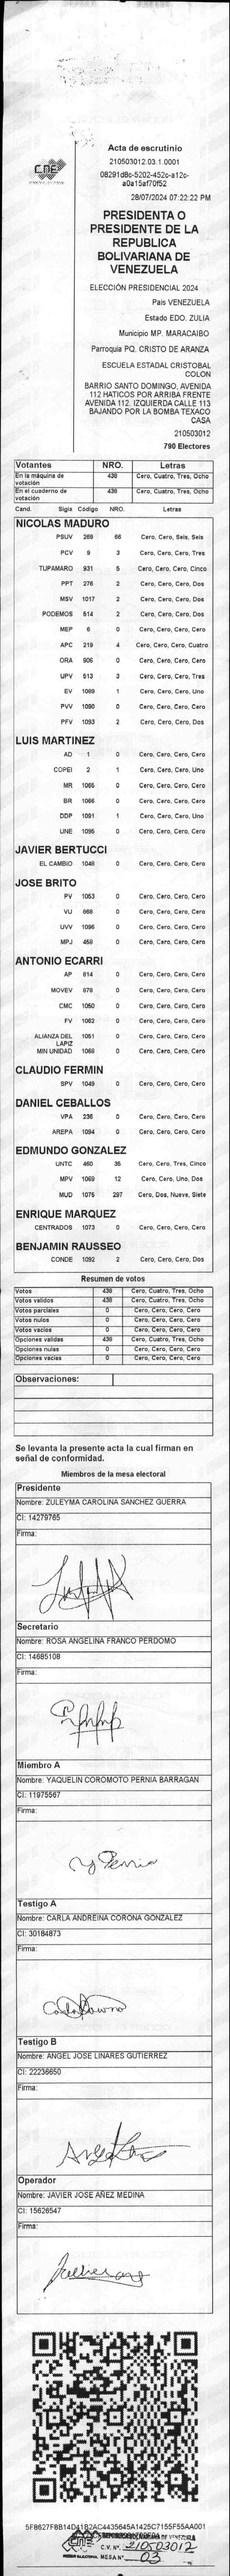 CNE
Acta de escrutinio
210503012.03.1.0001
08291d8c-5202-452c-a12c-
a0a15af70f52
28/07/2024 07:22:22 PM
PRESIDENTA O
PRESIDENTE DE LA
REPUBLICA
BOLIVARIANA DE
VENEZUELA
ELECCIÓN PRESIDENCIAL 2024
Pais VENEZUELA
Estado EDO. ZULIA
Municipio MP. MARACAIBO
Parroquia PQ. CRISTO DE ARANZA
ESCUELA ESTADAL CRISTOBAL
COLON
BARRIO SANTO DOMINGO, AVENIDA
112 HATICOS POR ARRIBA FRENTE
AVENIDA 112. IZQUIERDA CALLE 113
BAJANDO POR LA BOMBA TEXACO
CASA
210503012
790 Electores
Votantes NRO. Letras
En la máquina de votación 438 Cero, Cuatro, Tres, Ocho
En el cuaderno de votación 438 Cero, Cuatro, Tres, Ocho
Cand. Sigla Código NRO. Letras
NICOLAS MADURO
PSUV 269 66 Cero, Cero, Seis, Seis
PCV 9 3 Cero, Cero, Cero, Tres
TUPAMARO 931 5 Cero, Cero, Cero, Cinco
PPT 276 2 Cero, Cero, Cero, Dos
MSV 1017 2 Cero, Cero, Cero, Dos
PODEMOS 514 2 Cero, Cero, Cero, Dos
MEP 6 0 Cero, Cero, Cero, Cero
APC 219 4 Cero, Cero, Cero, Cuatro
ORA 906 0 Cero, Cero, Cero, Cero
UPV 513 3 Cero, Cero, Cero, Tres
EV 1089 1 Cero, Cero, Cero, Uno
PVV 1090 0 Cero, Cero, Cero, Cero
PFV 1093 2 Cero, Cero, Cero, Dos
LUIS MARTINEZ
AD 1 0 Cero, Cero, Cero, Cero
COPEI 2 1 Cero, Cero, Cero, Uno
MR 1065 0 Cero, Cero, Cero, Cero
BR 1066 0 Cero, Cero, Cero, Cero
DDP 1091 1 Cero, Cero, Cero, Uno
UNE 1095 0 Cero, Cero, Cero, Cero
JAVIER BERTUCCI
EL CAMBIO 1048 0 Cero, Cero, Cero, Cero
JOSE BRITO
PV 1053 0 Cero, Cero, Cero, Cero
VU 868 0 Cero, Cero, Cero, Cero
UVV 1096 0 Cero, Cero, Cero, Cero
MPJ 458 0 Cero, Cero, Cero, Cero
ANTONIO ECARRI
AP 614 0 Cero, Cero, Cero, Cero
MOVEV 878 0 Cero, Cero, Cero, Cero
CMC 1050 0 Cero, Cero, Cero, Cero
FV 1062 0 Cero, Cero, Cero, Cero
ALIANZA DEL LAPIZ 1051 0 Cero, Cero, Cero, Cero
MIN UNIDAD 1068 0 Cero, Cero, Cero, Cero
CLAUDIO FERMIN
SPV 1049 0 Cero, Cero, Cero, Cero
DANIEL CEBALLOS
VPA 236 0 Cero, Cero, Cero, Cero
AREPA 1094 0 Cero, Cero, Cero, Cero
EDMUNDO GONZALEZ
UNTC 460 35 Cero, Cero, Tres, Cinco
MPV 1069 12 Cero, Cero, Uno, Dos
MUD 1075 297 Cero, Dos, Nueve, Siete
ENRIQUE MARQUEZ
CENTRADOS 1073 0 Cero, Cero, Cero, Cero
BENJAMIN RAUSSEO
CONDE 1092 2 Cero, Cero, Cero, Dos
Resumen de votos
Votos 438 Cero, Cuatro, Tres, Ocho
Votos validos 438 Cero, Cuatro, Tres, Ocho
Votos parciales 0 Cero, Cero, Cero, Cero
Votos nulos 0 Cero, Cero, Cero, Cero
Votos vacios 0 Cero, Cero, Cero, Cero
Opciones validas 438 Cero, Cuatro, Tres, Ocho
Opciones nulas 0 Cero, Cero, Cero, Cero
Opciones vacias 0 Cero, Cero, Cero, Cero
Observaciones:
Se levanta la presente acta la cual firman en
señal de conformidad.
Miembros de la mesa electoral
Presidente
Nombre: ZULEYMA CAROLINA SANCHEZ GUERRA
CI: 14279765
Firma:
Secretario
Nombre: ROSA ANGELINA FRANCO PERDOMO
CI: 14685108
Firma:
Miembro A
Nombre: YAQUELIN COROMOTO PERNIA BARRAGAN
CI: 11975567
Firma:
y Pernia
Testigo A
Nombre: CARLA ANDREINA CORONA GONZALEZ
CI: 30184873
Firma:
Testigo B
Nombre: ANGEL JOSE LINARES GUTIERREZ
CI: 22236650
Firma:
Operador
Nombre: JAVIER JOSE AÑEZ MEDINA
CI: 15626547
Firma:
5F8627F8B14D41B2AC4435645A1425C7155F55AA001
CNE
C.V. Nº. 210503012
MESA Nº 03